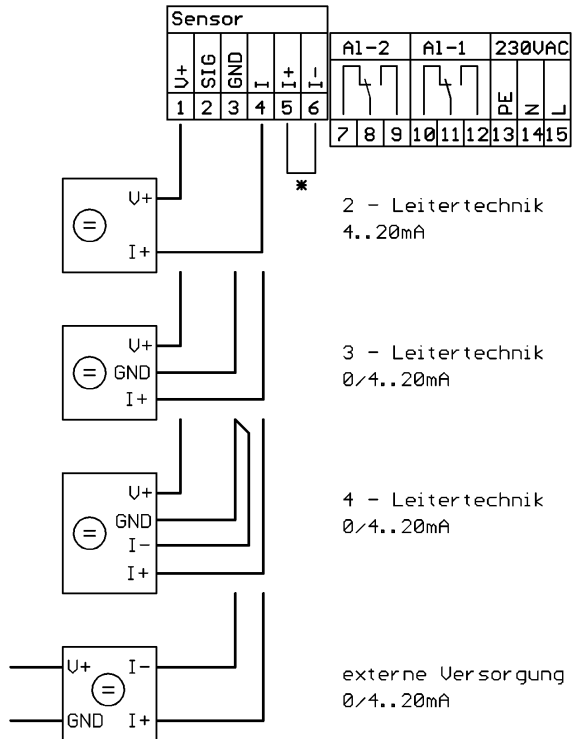 Sensor
V+ SIG GND I I+ I-
1 2 3 4 5 6
Al-2 Al-1 230VAC
PE N L
7 8 9 10 11 12 13 14 15
*
V+
I+
2 - Leitertechnik
4..20mA
V+
GND
I+
3 - Leitertechnik
0/4..20mA
V+
GND
I-
I+
4 - Leitertechnik
0/4..20mA
V+ I-
GND I+
externe Versorgung
0/4..20mA